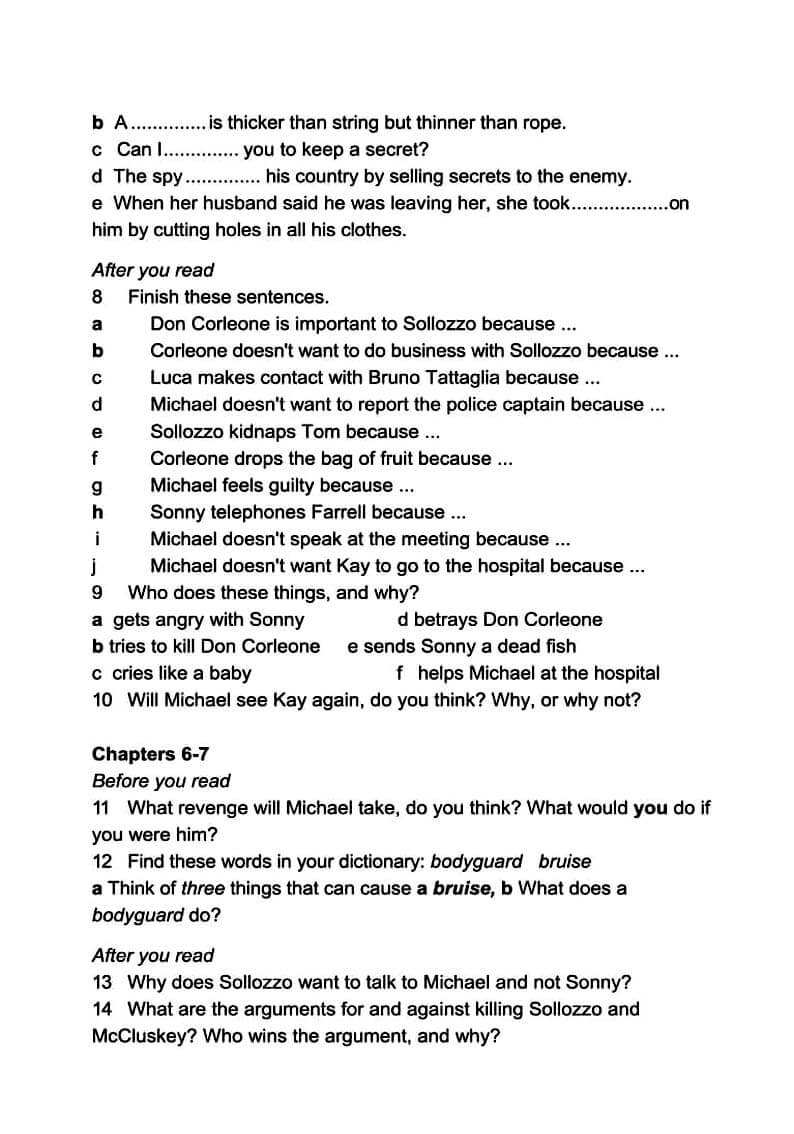 b A..............is thicker than string but thinner than rope.
c Can I.............. you to keep a secret?
d The spy.............. his country by selling secrets to the enemy.
e When her husband said he was leaving her, she took..................on
him by cutting holes in all his clothes.
After you read
8 Finish these sentences.
a Don Corleone is important to Sollozzo because ...
b Corleone doesn't want to do business with Sollozzo because ...
c Luca makes contact with Bruno Tattaglia because ...
d Michael doesn't want to report the police captain because ...
e Sollozzo kidnaps Tom because ...
f Corleone drops the bag of fruit because ...
g Michael feels guilty because ...
h Sonny telephones Farrell because ...
i Michael doesn't speak at the meeting because ...
j Michael doesn't want Kay to go to the hospital because ...
9 Who does these things, and why?
a gets angry with Sonny d betrays Don Corleone
b tries to kill Don Corleone e sends Sonny a dead fish
c cries like a baby f helps Michael at the hospital
10 Will Michael see Kay again, do you think? Why, or why not?
Chapters 6-7
Before you read
11 What revenge will Michael take, do you think? What would you do if
you were him?
12 Find these words in your dictionary: bodyguard bruise
a Think of three things that can cause a bruise, b What does a
bodyguard do?
After you read
13 Why does Sollozzo want to talk to Michael and not Sonny?
14 What are the arguments for and against killing Sollozzo and
McCluskey? Who wins the argument, and why?